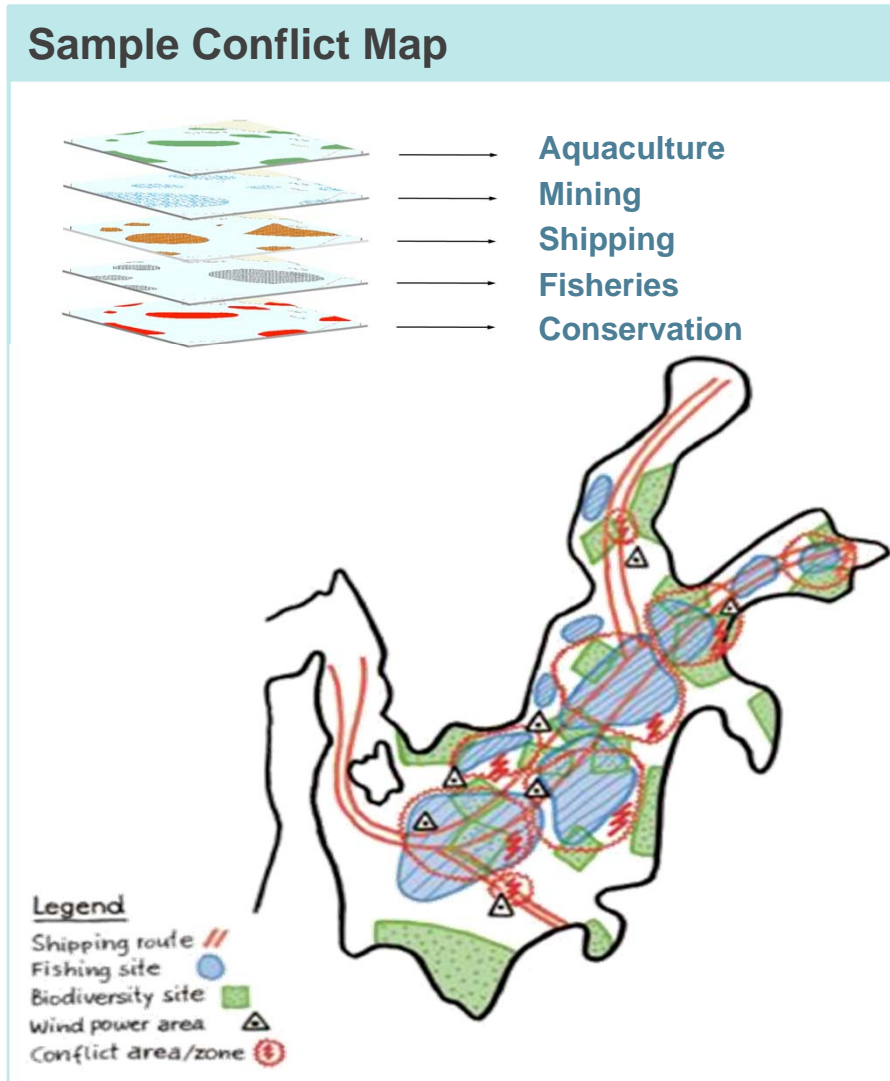 Sample Conflict Map
Aquaculture
Mining
Shipping
Fisheries
Conservation
Legend
Shipping route
Fishing site
Biodiversity site
Wind power area
Conflict area/zone